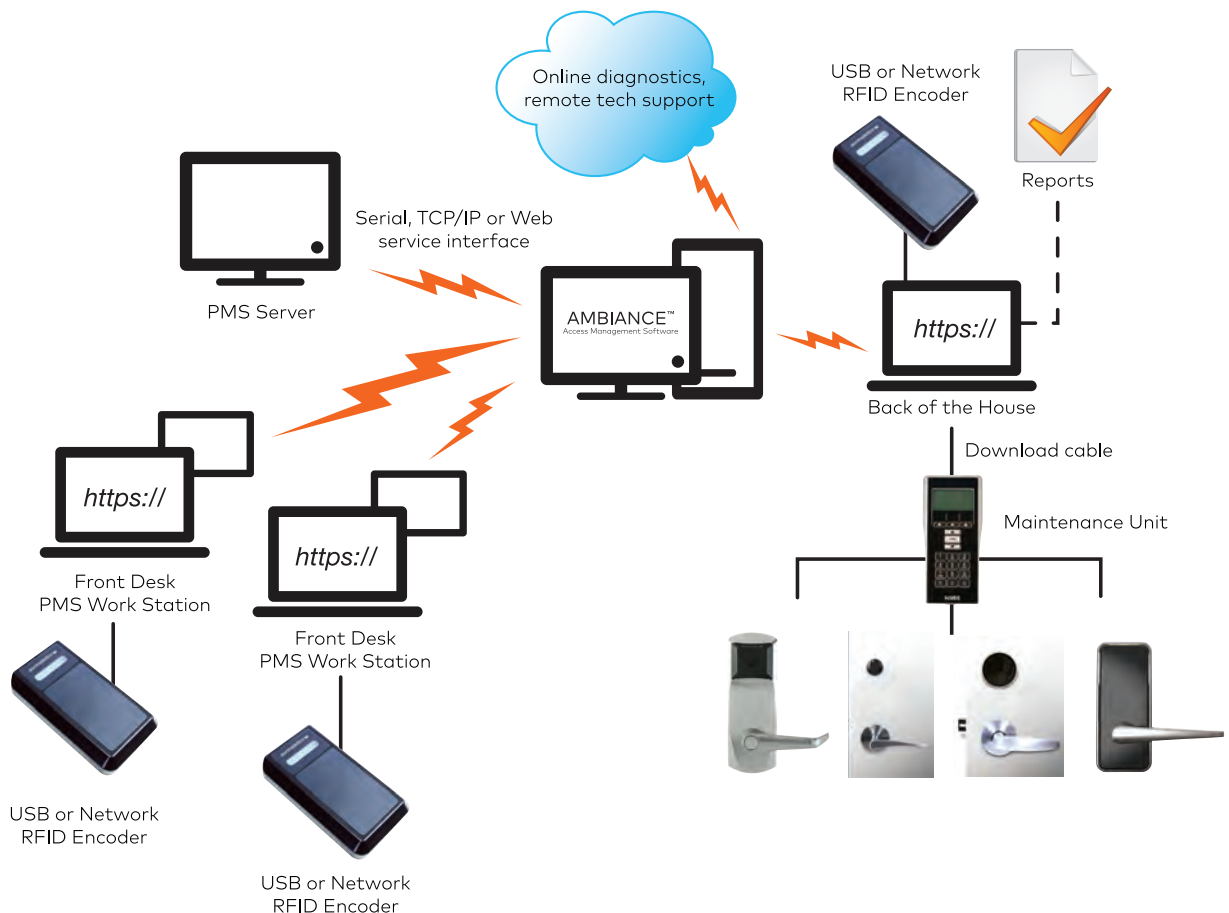 Online diagnostics,
remote tech support
USB or Network
RFID Encoder
Reports
Serial, TCP/IP or Web
service interface
PMS Server
AMBIANCE™
Access Management Software
https://
Back of the House
Download cable
Maintenance Unit
https://
Front Desk
PMS Work Station
https://
Front Desk
PMS Work Station
USB or Network
RFID Encoder
USB or Network
RFID Encoder